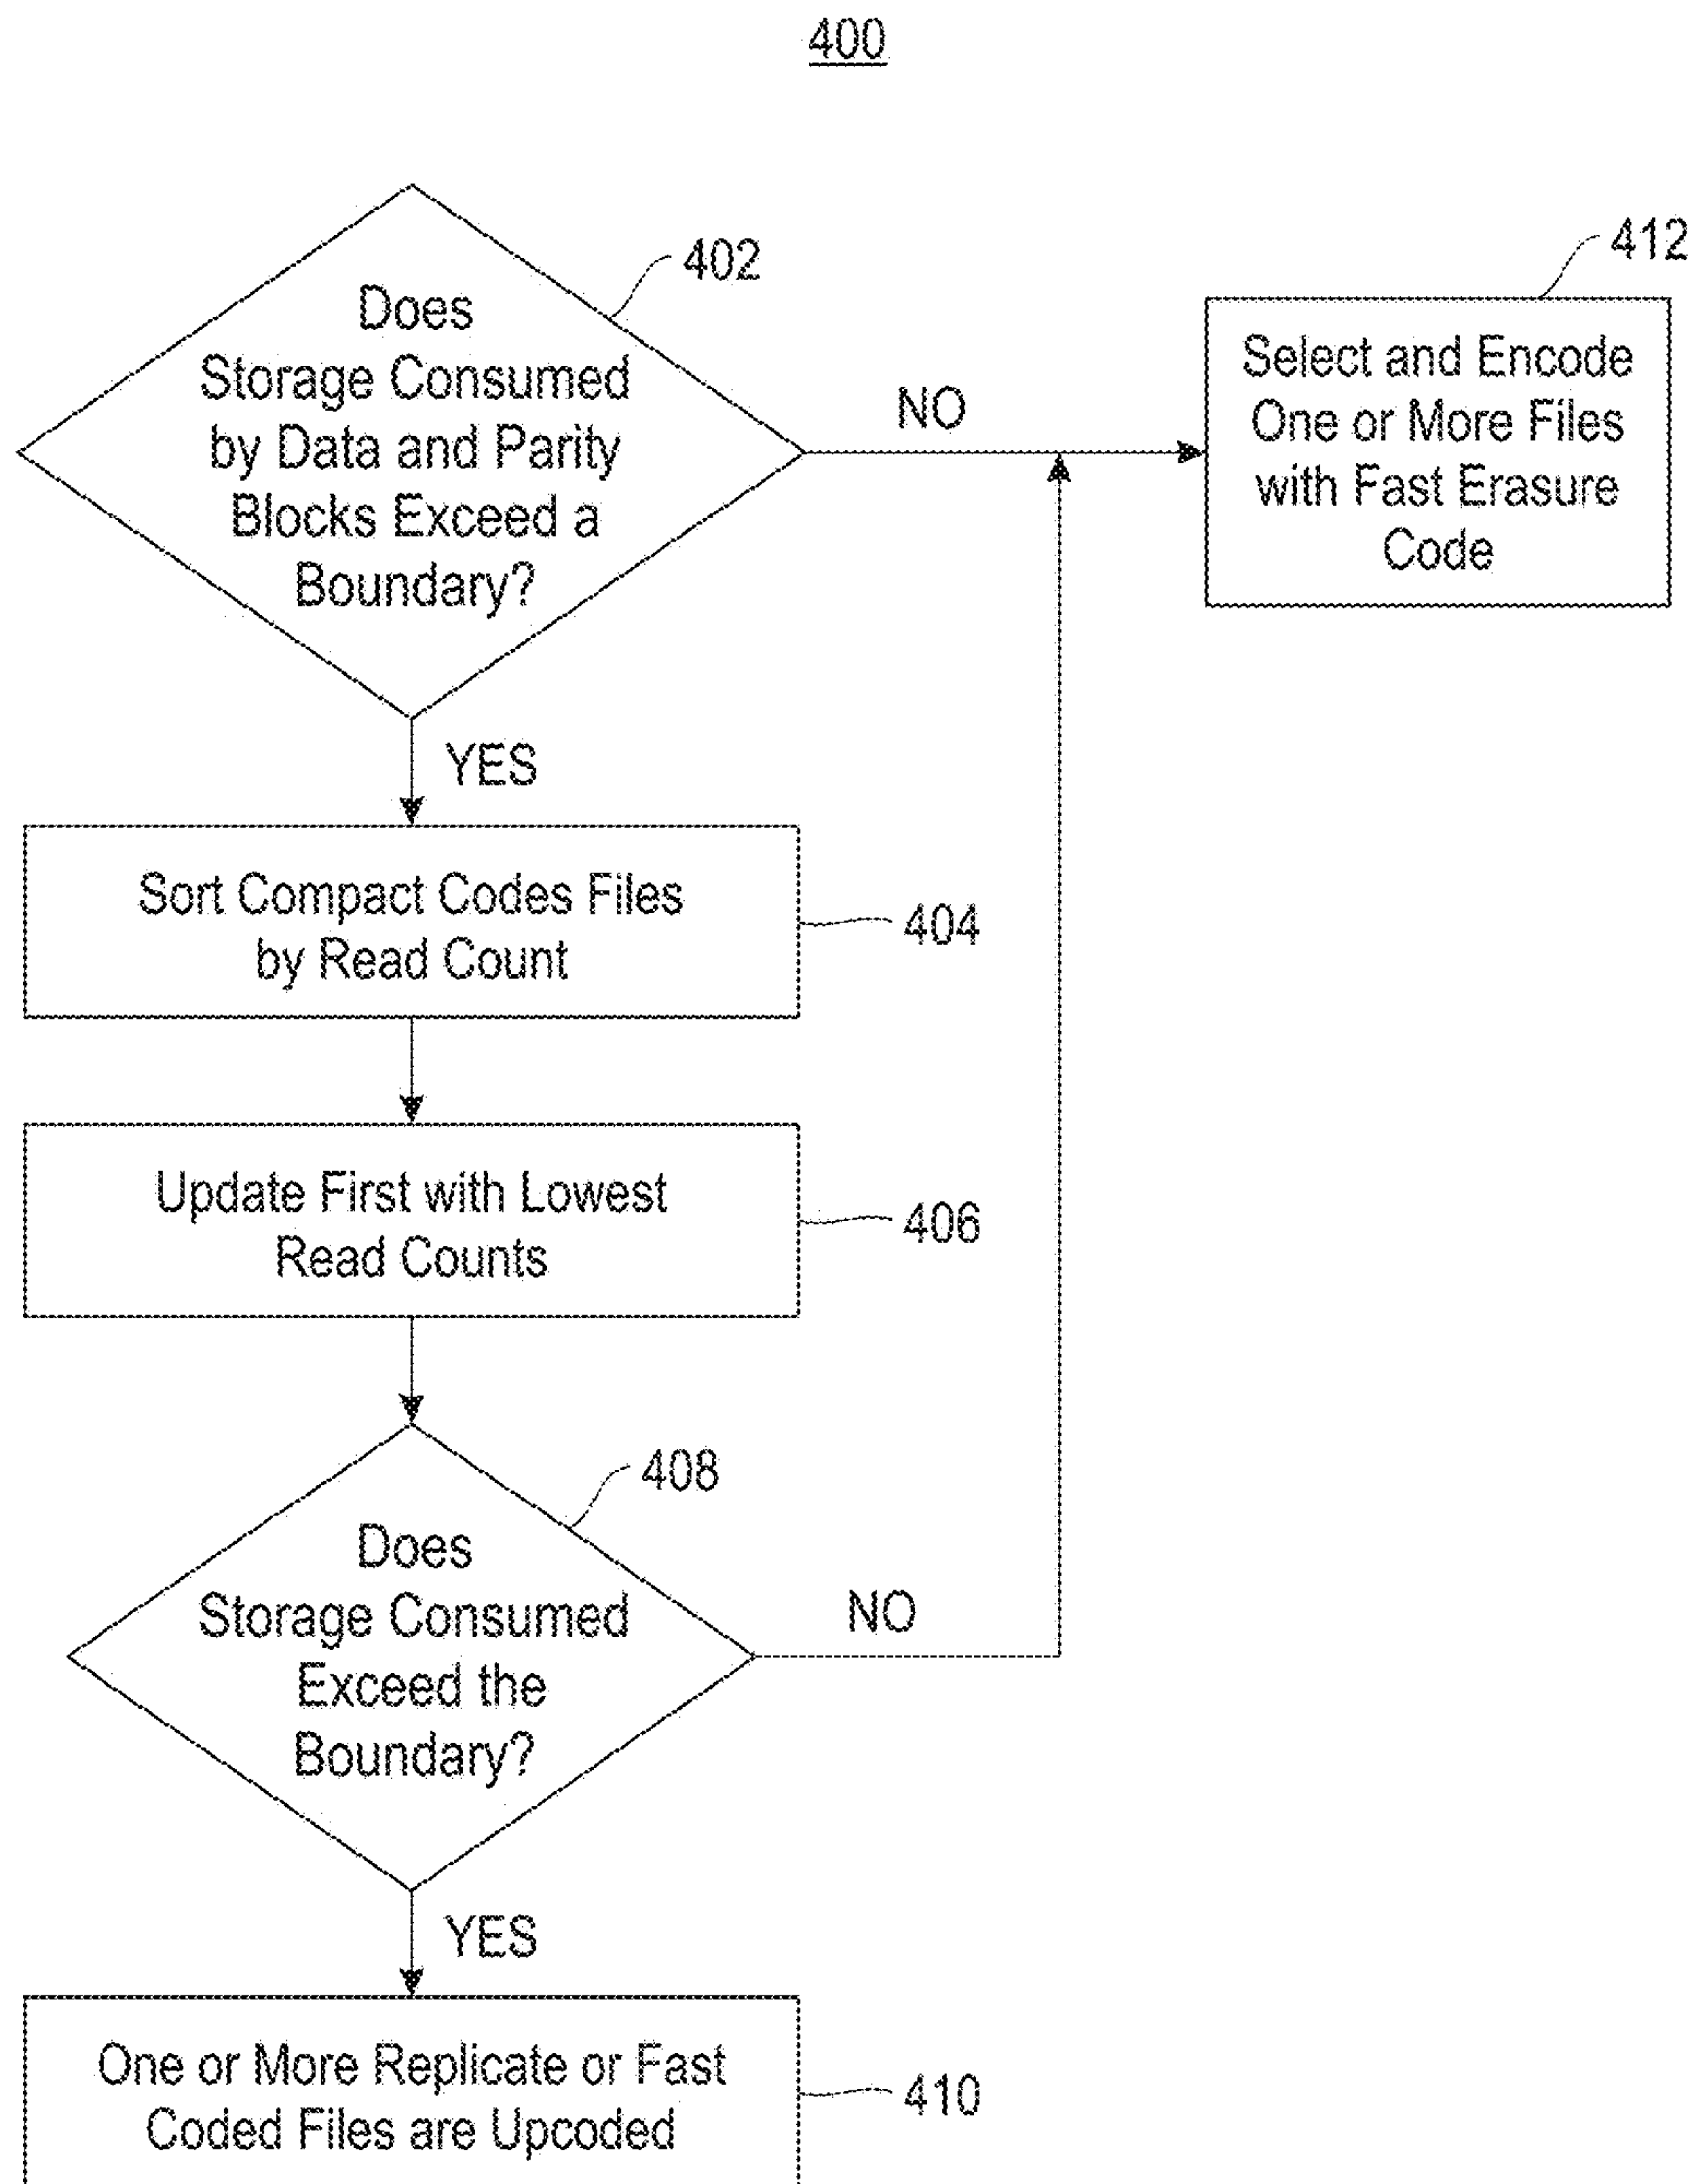 400
402
Does
Storage Consumed
by Data and Parity
Blocks Exceed a
Boundary?
NO
412
Select and Encode
One or More Files
with Fast Erasure
Code
YES
Sort Compact Codes Files
by Read Count
404
Update First with Lowest
Read Counts
406
408
Does
Storage Consumed
Exceed the
Boundary?
NO
YES
One or More Replicate or Fast
Coded Files are Upcoded
410